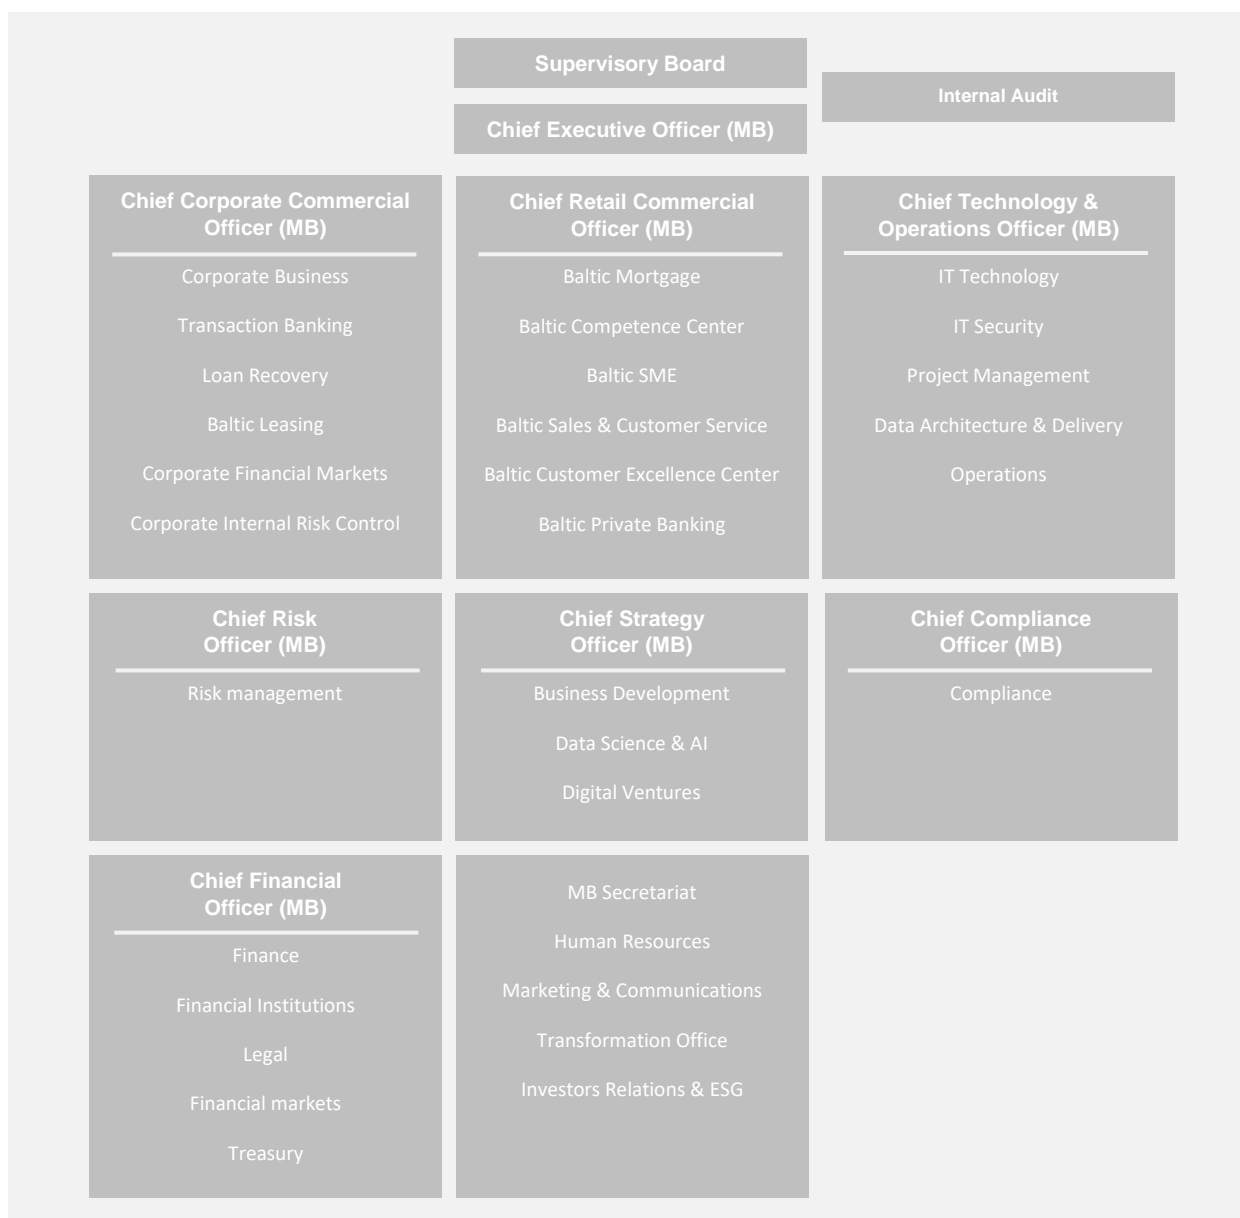 Supervisory Board
Internal Audit
Chief Executive Officer (MB)
Chief Corporate Commercial
Officer (MB)
Corporate Business
Transaction Banking
Loan Recovery
Baltic Leasing
Corporate Financial Markets
Corporate Internal Risk Control
Chief Retail Commercial
Officer (MB)
Baltic Mortgage
Baltic Competence Center
Baltic SME
Baltic Sales & Customer Service
Baltic Customer Excellence Center
Baltic Private Banking
Chief Technology &
Operations Officer (MB)
IT Technology
IT Security
Project Management
Data Architecture & Delivery
Operations
Chief Risk
Officer (MB)
Risk management
Chief Strategy
Officer (MB)
Business Development
Data Science & AI
Digital Ventures
Chief Compliance
Officer (MB)
Compliance
Chief Financial
Officer (MB)
Finance
Financial Institutions
Legal
Financial markets
Treasury
MB Secretariat
Human Resources
Marketing & Communications
Transformation Office
Investors Relations & ESG